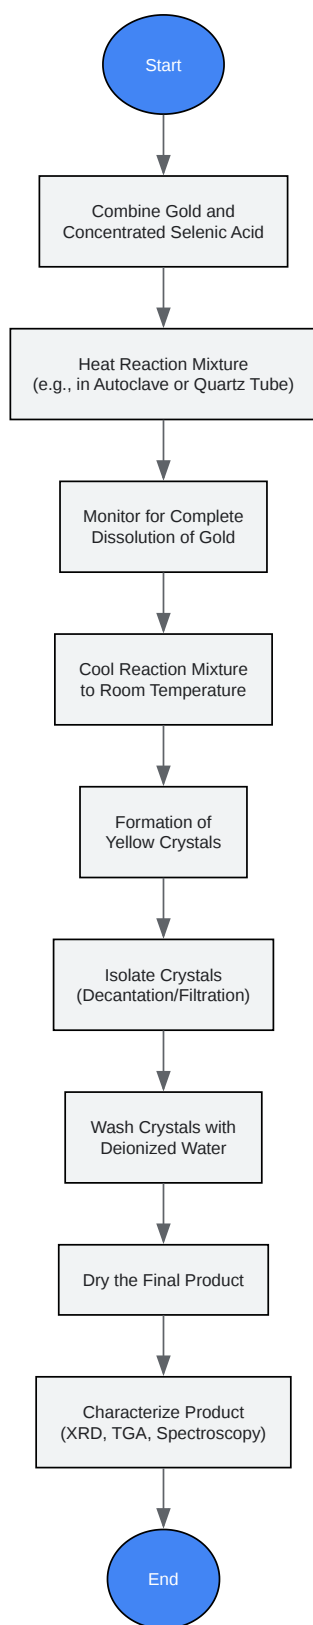 Start
Combine Gold and
Concentrated Selenic Acid
Heat Reaction Mixture
(e.g., in Autoclave or Quartz Tube)
Monitor for Complete
Dissolution of Gold
Cool Reaction Mixture
to Room Temperature
Formation of
Yellow Crystals
Isolate Crystals
(Decantation/Filtration)
Wash Crystals with
Deionized Water
Dry the Final Product
Characterize Product
(XRD, TGA, Spectroscopy)
End